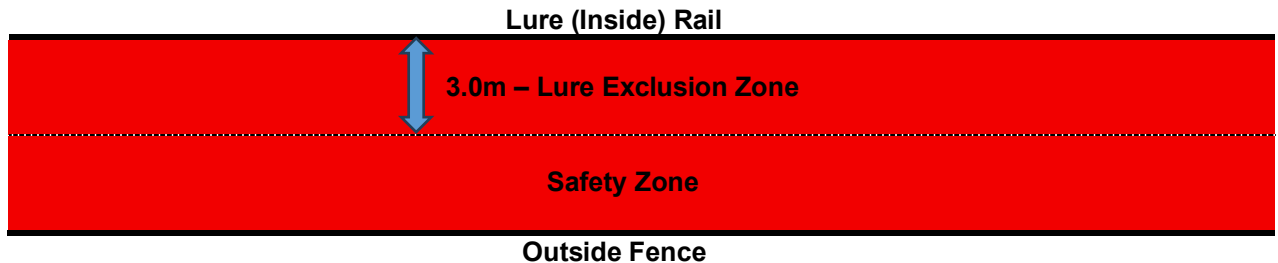 Lure (Inside) Rail
3.0m – Lure Exclusion Zone
Safety Zone
Outside Fence